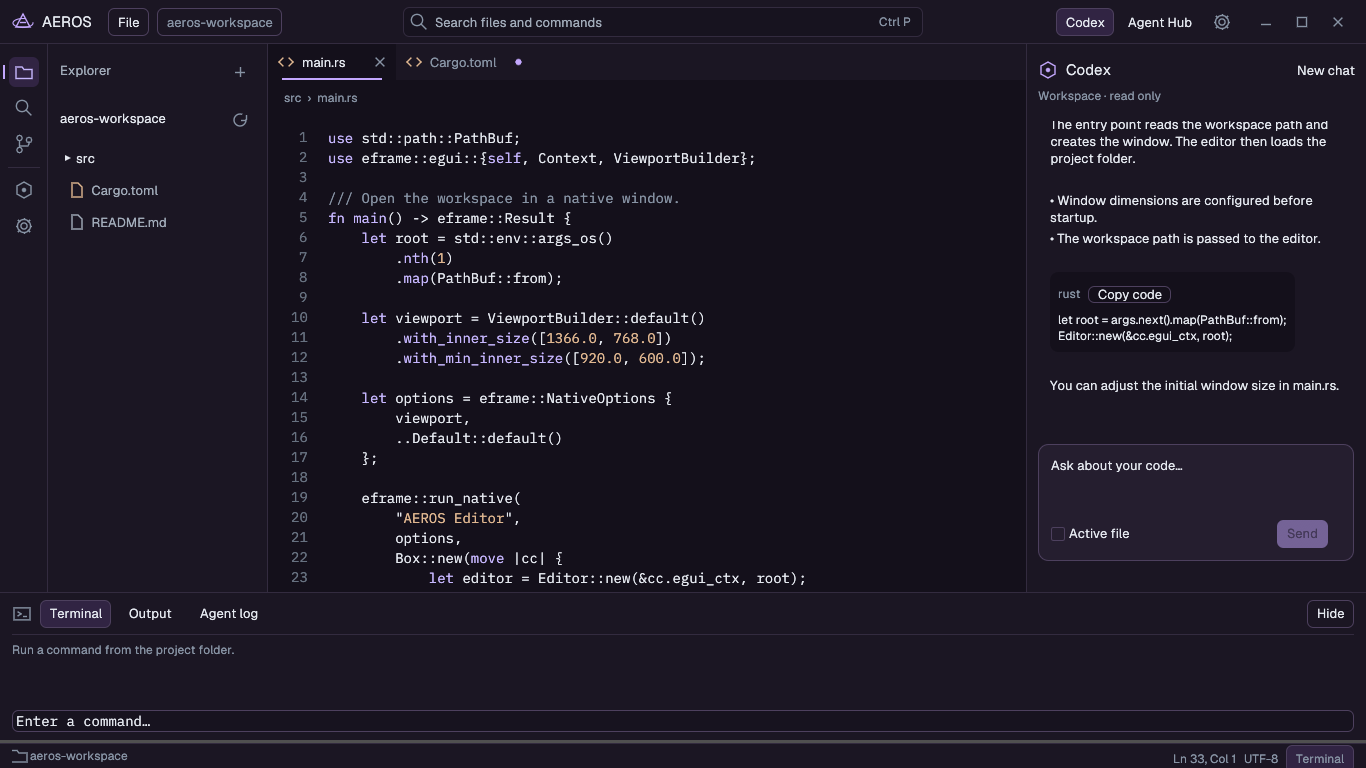 AEROS File aeros-workspace Search files and commands Ctrl P Codex Agent Hub
Explorer +
aeros-workspace
src
Cargo.toml
README.md
main.rs Cargo.toml
src › main.rs
1 use std::path::PathBuf;
2 use eframe::egui::{self, Context, ViewportBuilder};
3
4 /// Open the workspace in a native window.
5 fn main() -> eframe::Result {
6     let root = std::env::args_os()
7         .nth(1)
8         .map(PathBuf::from);
9
10     let viewport = ViewportBuilder::default()
11         .with_inner_size([1366.0, 768.0])
12         .with_min_inner_size([920.0, 600.0]);
13
14     let options = eframe::NativeOptions {
15         viewport,
16         ..Default::default()
17     };
18
19     eframe::run_native(
20         "AEROS Editor",
21         options,
22         Box::new(move |cc| {
23             let editor = Editor::new(&cc.egui_ctx, root);
Codex New chat
Workspace · read only
The entry point reads the workspace path and
creates the window. The editor then loads the
project folder.
• Window dimensions are configured before
startup.
• The workspace path is passed to the editor.
rust Copy code
let root = args.next().map(PathBuf::from);
Editor::new(&cc.egui_ctx, root);
You can adjust the initial window size in main.rs.
Ask about your code…
Active file Send
Terminal Output Agent log Hide
Run a command from the project folder.
Enter a command…
aeros-workspace Ln 33, Col 1 UTF-8 Terminal